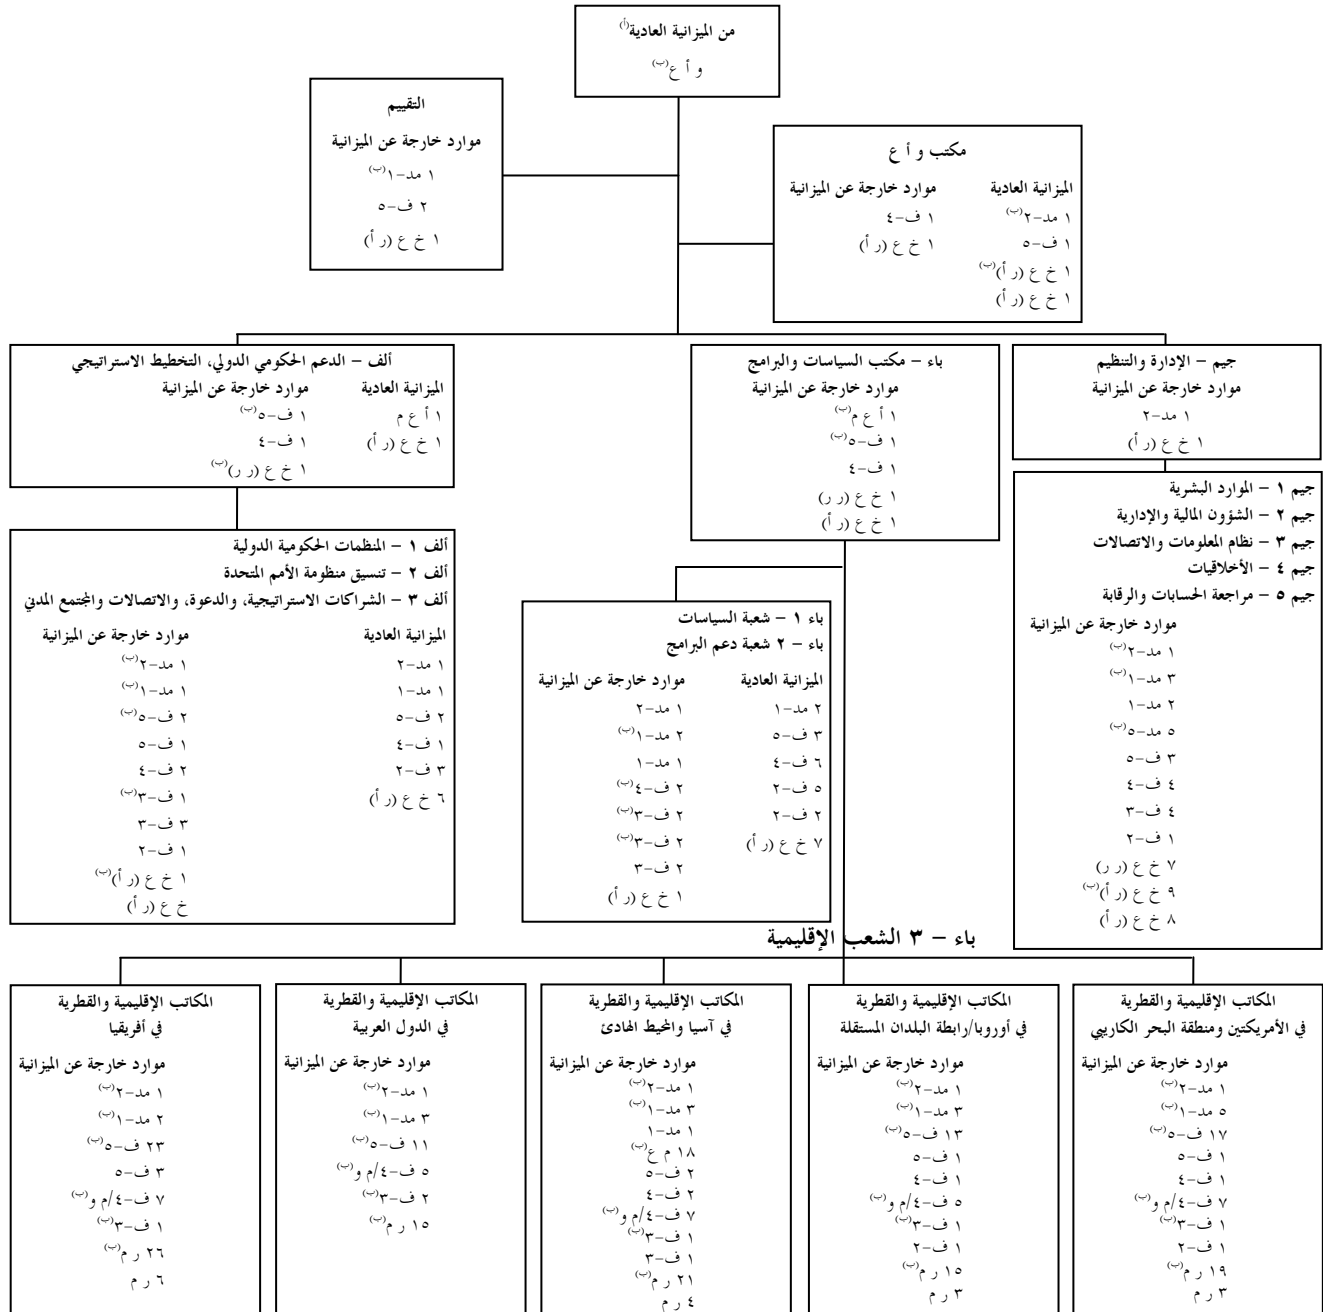 من الميزانية العادية(أ)
و أ ع(ب)
التقييم
موارد خارجة عن الميزانية
١ مد-١(ب)
٢ ف-٥
١ خ ع (ر أ)
مكتب و أ ع
الميزانية العادية
١ مد-٢(ب)
١ ف-٥
١ خ ع (ر أ)(ب)
١ خ ع (ر أ)
موارد خارجة عن الميزانية
١ ف-٤
١ خ ع (ر أ)
جيم – الإدارة والتنظيم
موارد خارجة عن الميزانية
١ مد-٢
١ خ ع (ر أ)
باء – مكتب السياسات والبرامج
موارد خارجة عن الميزانية
١ أ ع م(ب)
١ ف-٥(ب)
١ ف-٤
١ خ ع (ر ر)
١ خ ع (ر أ)
ألف – الدعم الحكومي الدولي، التخطيط الاستراتيجي
الميزانية العادية
١ أ ع م
١ خ ع (ر أ)
موارد خارجة عن الميزانية
١ ف-٥(ب)
١ ف-٤
١ خ ع (ر ر)(ب)
جيم ١ – الموارد البشرية
جيم ٢ – الشؤون المالية والإدارية
جيم ٣ – نظام المعلومات والاتصالات
جيم ٤ – الأخلاقيات
جيم ٥ – مراجعة الحسابات والرقابة
موارد خارجة عن الميزانية
١ مد-٢(ب)
٣ مد-١(ب)
٢ مد-١
٥ مد-٥(ب)
٣ ف-٥
٤ ف-٤
٤ ف-٣
١ ف-٢
٧ خ ع (ر ر)
٩ خ ع (ر أ)(ب)
٨ خ ع (ر أ)
باء ١ – شعبة السياسات
باء – ٢ شعبة دعم البرامج
الميزانية العادية
٢ مد-١
٣ ف-٥
٦ ف-٤
٥ ف-٢
٢ ف-٢
٧ خ ع (ر أ)
موارد خارجة عن الميزانية
١ مد-٢
٢ مد-١(ب)
١ مد-١
٢ ف-٤(ب)
٢ ف-٣(ب)
٢ ف-٣(ب)
٢ ف-٣
١ خ ع (ر أ)
ألف ١ – المنظمات الحكومية الدولية
ألف ٢ – تنسيق منظومة الأمم المتحدة
ألف ٣ – الشراكات الاستراتيجية، والدعوة، والاتصالات والمجتمع المدني
الميزانية العادية
١ مد-٢
١ مد-١
٢ ف-٥
١ ف-٤
٣ ف-٢
٦ خ ع (ر أ)
موارد خارجة عن الميزانية
١ مد-٢(ب)
١ مد-١(ب)
٢ ف-٥(ب)
١ ف-٥
٢ ف-٤
١ ف-٣(ب)
٣ ف-٣
١ ف-٢
١ خ ع (ر أ)(ب)
خ ع (ر أ)
باء – ٣ الشعب الإقليمية
المكاتب الإقليمية والقطرية
في الأمريكتين ومنطقة البحر الكاريبي
موارد خارجة عن الميزانية
١ مد-٢(ب)
٥ مد-١(ب)
١٧ ف-٥(ب)
١ ف-٥
١ ف-٤
٧ ف-٤/م و(ب)
١ ف-٣(ب)
١ ف-٢
١٩ ر م(ب)
٣ ر م
المكاتب الإقليمية والقطرية
في أوروبا/رابطة البلدان المستقلة
موارد خارجة عن الميزانية
١ مد-٢(ب)
٣ مد-١(ب)
١٣ ف-٥(ب)
١ ف-٥
١ ف-٤
٥ ف-٤/م و(ب)
١ ف-٣(ب)
١ ف-٢
١٥ ر م(ب)
٣ ر م
المكاتب الإقليمية والقطرية
في آسيا والمحيط الهادئ
موارد خارجة عن الميزانية
١ مد-٢(ب)
٣ مد-١(ب)
١ مد-١
١٨ م ع(ب)
٢ ف-٥
٢ ف-٤
٧ ف-٤/م و(ب)
١ ف-٣(ب)
١ ف-٣
٢١ ر م(ب)
٤ ر م
المكاتب الإقليمية والقطرية
في الدول العربية
موارد خارجة عن الميزانية
١ مد-٢(ب)
٣ مد-١(ب)
١١ ف-٥(ب)
٥ ف-٤/م و(ب)
٢ ف-٣(ب)
١٥ ر م(ب)
المكاتب الإقليمية والقطرية
في أفريقيا
موارد خارجة عن الميزانية
١ مد-٢(ب)
٢ مد-١(ب)
٢٣ ف-٥(ب)
٣ ف-٥
٧ ف-٤/م و(ب)
١ ف-٣(ب)
٢٦ ر م(ب)
٦ ر م